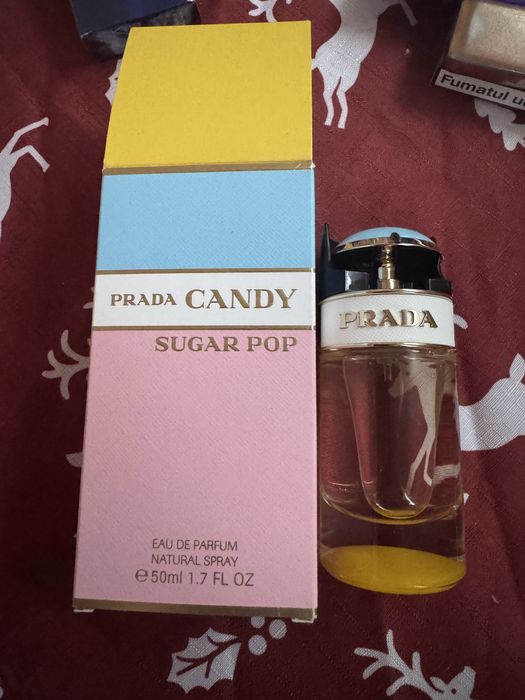 Fumatul
PRADA CANDY
SUGAR POP
PRADA
EAU DE PARFUM
NATURAL SPRAY
℮50ml 1.7 FL OZ